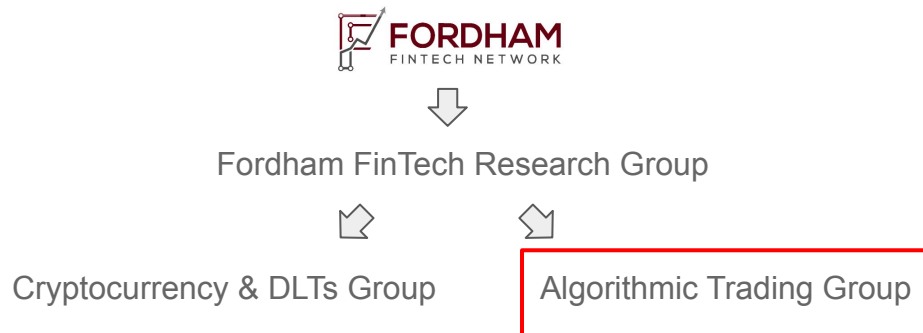 FORDHAM
FINTECH NETWORK
Fordham FinTech Research Group
Cryptocurrency & DLTs Group
Algorithmic Trading Group